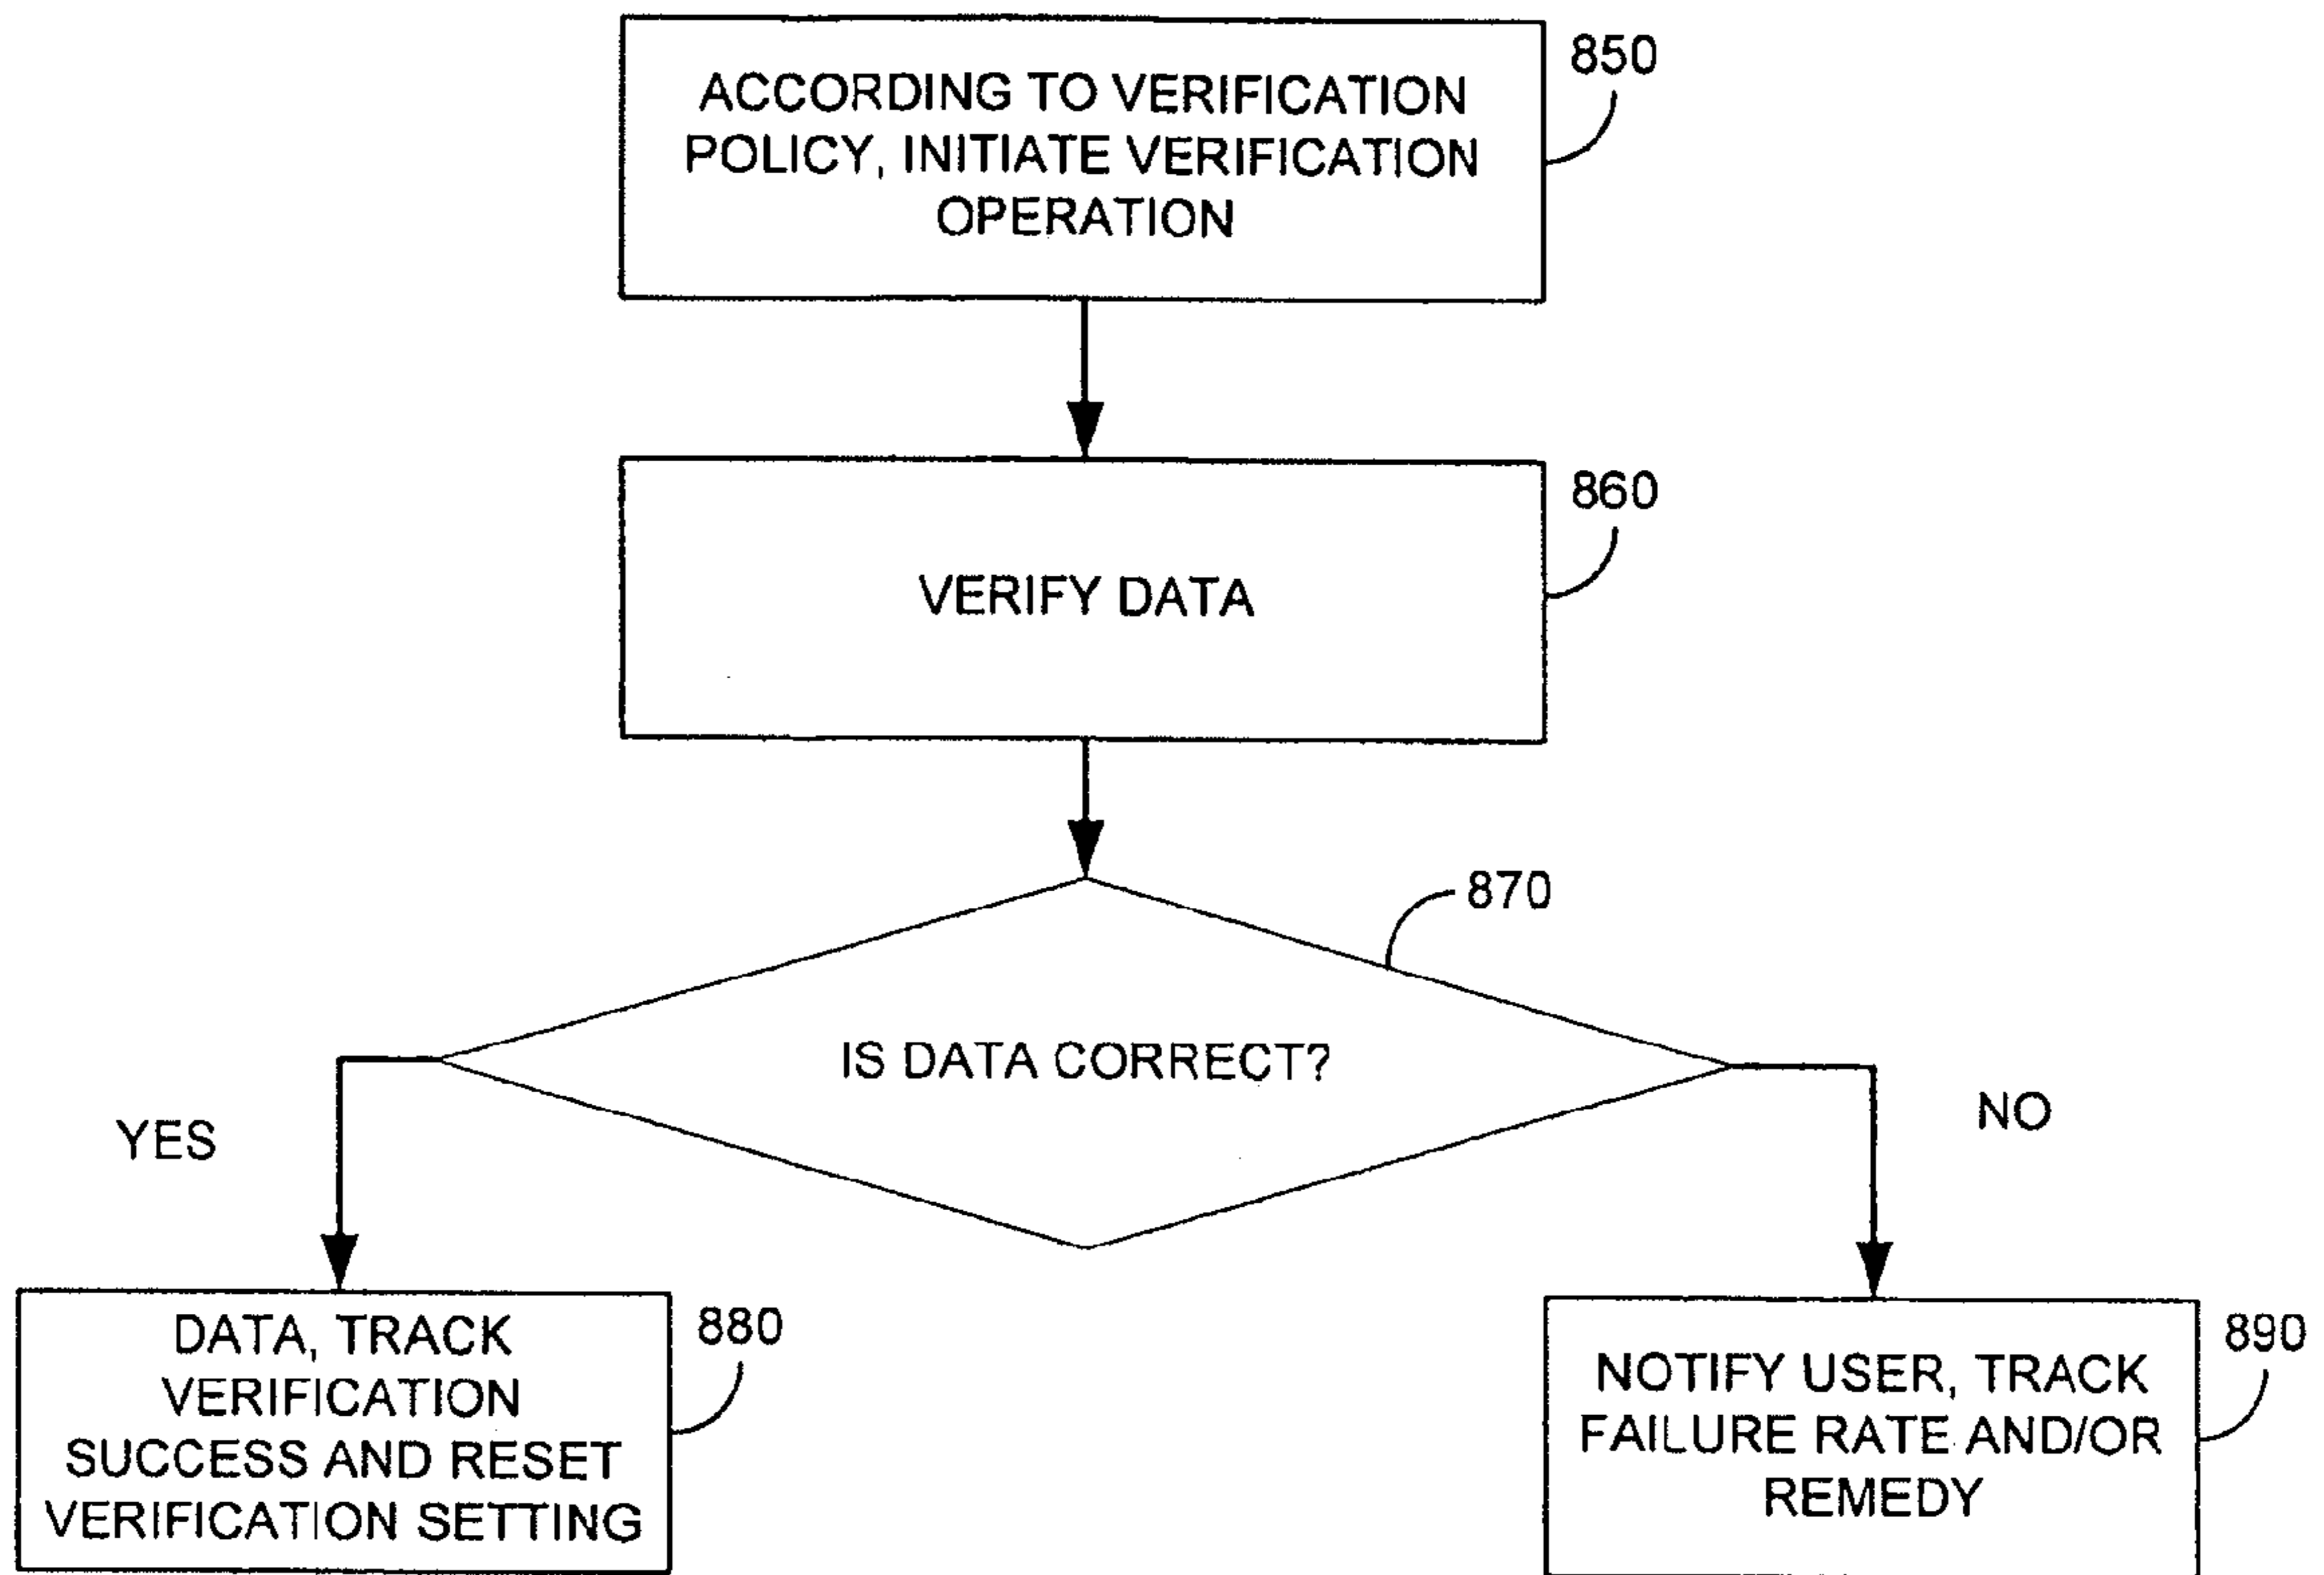 850
ACCORDING TO VERIFICATION
POLICY, INITIATE VERIFICATION
OPERATION
860
VERIFY DATA
870
IS DATA CORRECT?
YES
NO
880
DATA, TRACK
VERIFICATION
SUCCESS AND RESET
VERIFICATION SETTING
890
NOTIFY USER, TRACK
FAILURE RATE AND/OR
REMEDY